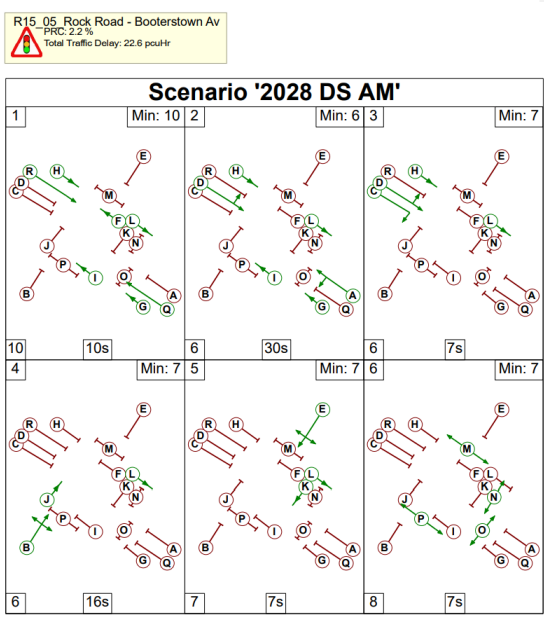 R15_05_Rock Road - Booterstown Av
PRC: 2.2 %
Total Traffic Delay: 22.6 pcuHr
Scenario '2028 DS AM'
1 Min: 10
E
R H
D
C
M
F L
K
N
J
P I O
B A
G Q
10 10s
2 Min: 6
E
R H
D
C
M
F L
K
N
J
P I O
B A
G Q
6 30s
3 Min: 7
E
R H
D
C
M
F L
K
N
J
P I O
B A
G Q
6 7s
4 Min: 7
E
R H
D
C
M
F L
K
N
J
P I O
B A
G Q
6 16s
5 Min: 7
E
R H
D
C
M
F L
K
N
J
P I O
B A
G Q
7 7s
6 Min: 7
E
R H
D
C
M
F L
K
N
J
P I O
B A
G Q
8 7s